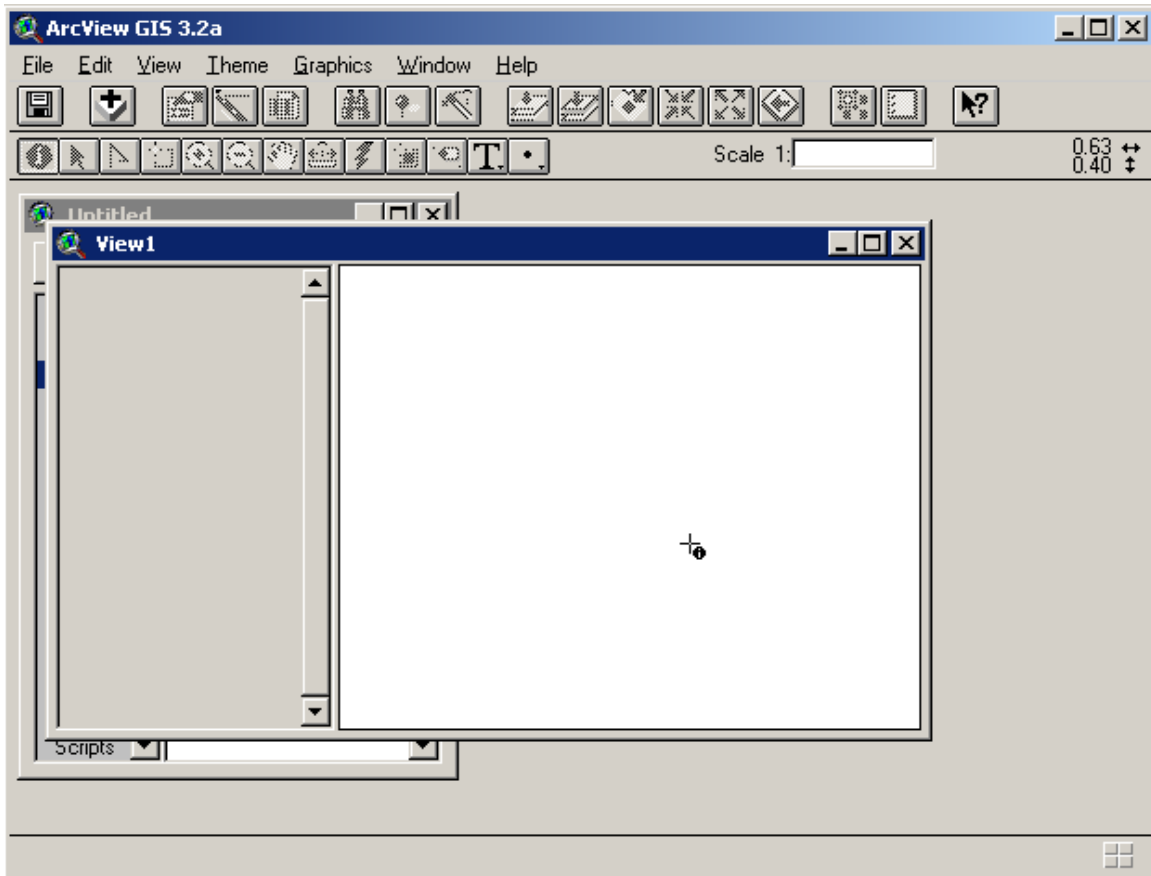 ArcView GIS 3.2a
File Edit View Theme Graphics Window Help
T
Scale 1: 0.63
0.40
Untitled
View1
Scripts